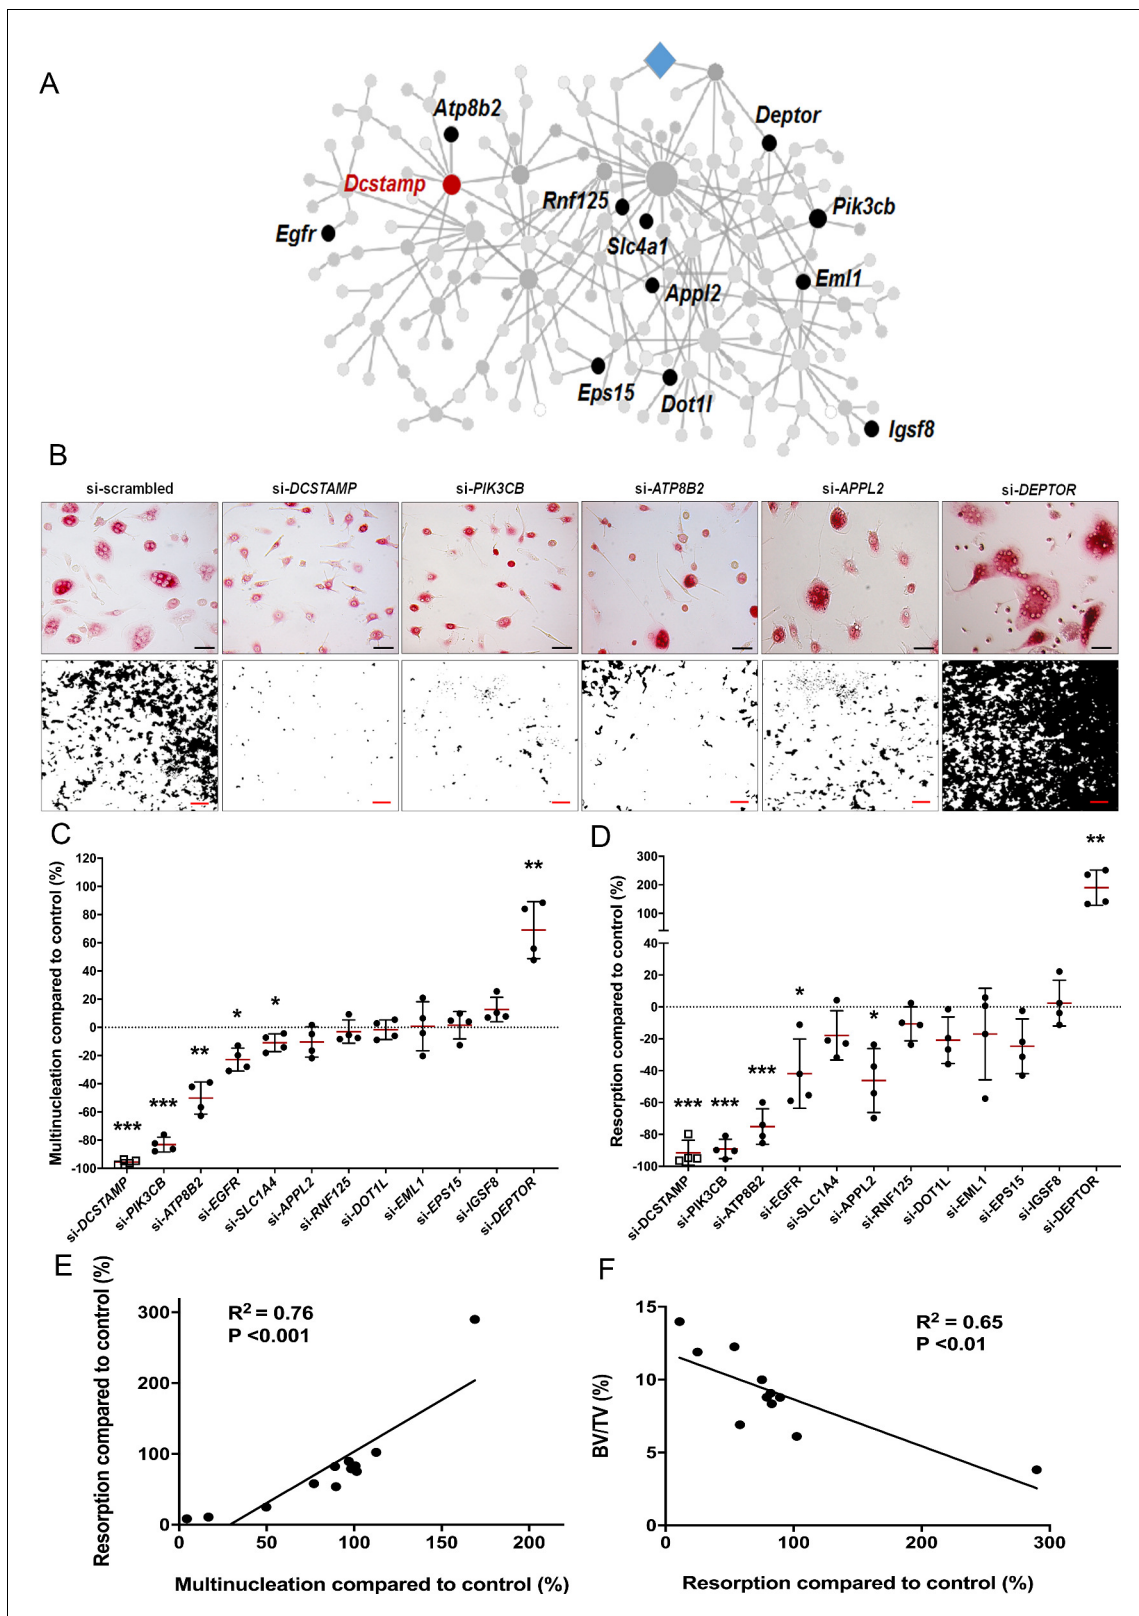 A
Atp8b2
Deptor
Dcstamp
Rnf125
Pik3cb
Egfr
Slc4a1
Eml1
Appl2
Eps15
Dot1l
Igsf8
B
si-scrambled si-DCSTAMP si-PIK3CB si-ATP8B2 si-APPL2 si-DEPTOR
C
Multinucleation compared to control (%)
120
100
80
60
40
20
0
-20
-40
-60
-80
-100
*** *** ** * * **
si-DCSTAMP
si-PIK3CB
si-ATP8B2
si-EGFR
si-SLC1A4
si-APPL2
si-RNF125
si-DOT1L
si-EML1
si-EPS15
si-IGSF8
si-DEPTOR
D
Resorption compared to control (%)
300
200
100
40
20
0
-20
-40
-60
-80
-100
*** *** *** * * **
si-DCSTAMP
si-PIK3CB
si-ATP8B2
si-EGFR
si-SLC1A4
si-APPL2
si-RNF125
si-DOT1L
si-EML1
si-EPS15
si-IGSF8
si-DEPTOR
E
Resorption compared to control (%)
R² = 0.76
P <0.001
300
200
100
0
0 50 100 150 200
Multinucleation compared to control (%)
F
BV/TV (%)
R² = 0.65
P <0.01
15
10
5
0
0 100 200 300
Resorption compared to control (%)